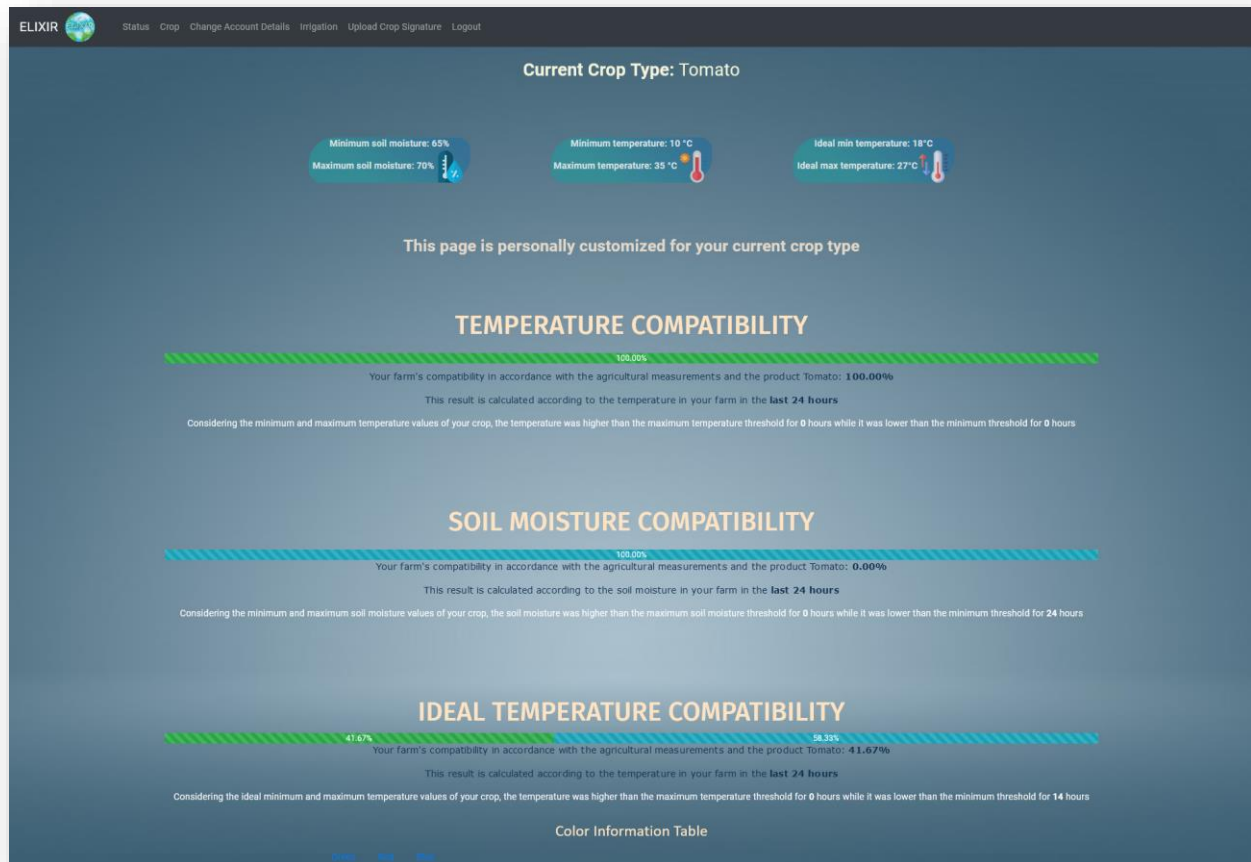 ELIXIR Status Crop Change Account Details Irrigation Upload Crop Signature Logout
Current Crop Type: Tomato
Minimum soil moisture: 65%
Maximum soil moisture: 70%
Minimum temperature: 10 °C
Maximum temperature: 35 °C
Ideal min temperature: 18°C
Ideal max temperature: 27°C
This page is personally customized for your current crop type
TEMPERATURE COMPATIBILITY
100.00%
Your farm's compatibility in accordance with the agricultural measurements and the product Tomato: 100.00%
This result is calculated according to the temperature in your farm in the last 24 hours
Considering the minimum and maximum temperature values of your crop, the temperature was higher than the maximum temperature threshold for 0 hours while it was lower than the minimum threshold for 0 hours
SOIL MOISTURE COMPATIBILITY
100.00%
Your farm's compatibility in accordance with the agricultural measurements and the product Tomato: 0.00%
This result is calculated according to the soil moisture in your farm in the last 24 hours
Considering the minimum and maximum soil moisture values of your crop, the soil moisture was higher than the maximum soil moisture threshold for 0 hours while it was lower than the minimum threshold for 24 hours
IDEAL TEMPERATURE COMPATIBILITY
41.67% 58.33%
Your farm's compatibility in accordance with the agricultural measurements and the product Tomato: 41.67%
This result is calculated according to the temperature in your farm in the last 24 hours
Considering the ideal minimum and maximum temperature values of your crop, the temperature was higher than the maximum temperature threshold for 0 hours while it was lower than the minimum threshold for 14 hours
Color Information Table